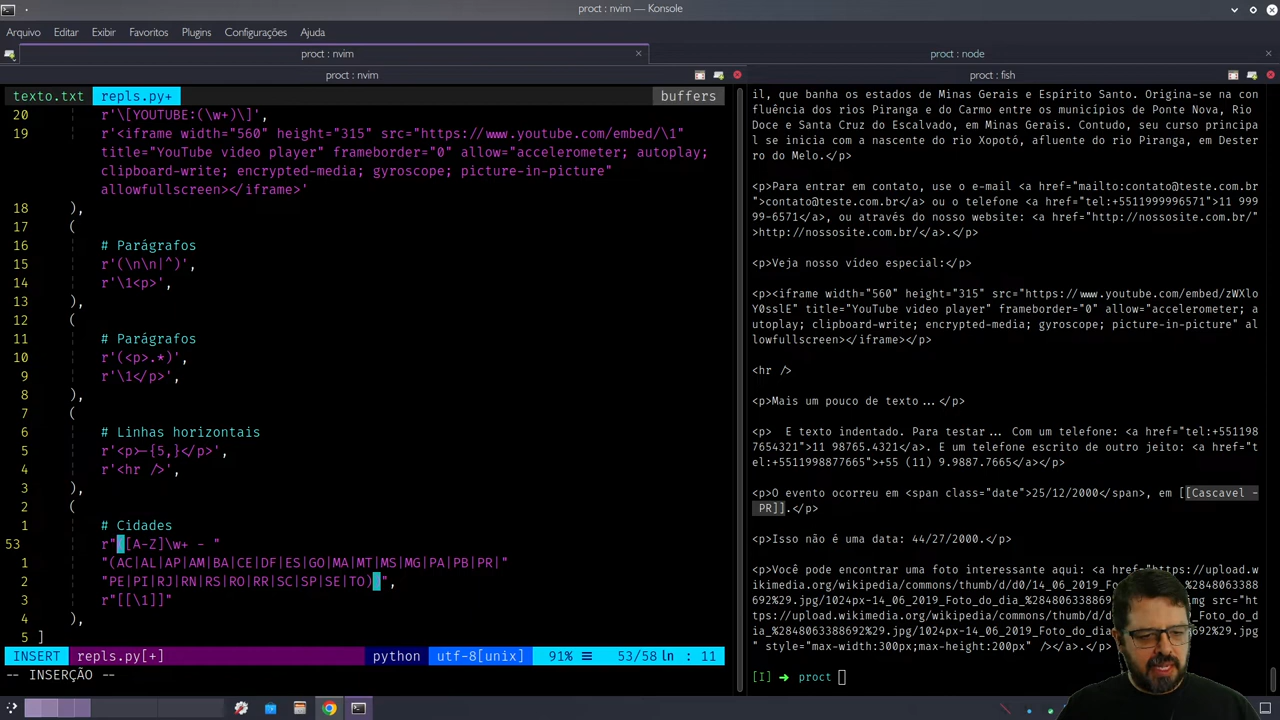 proct : nvim — Konsole
Arquivo Editar Exibir Favoritos Plugins Configurações Ajuda
proct : nvim
proct : node
proct : nvim
proct : fish
texto.txt repls.py+ buffers
20 r'\[YOUTUBE:(\w+)\]',
19 r'<iframe width="560" height="315" src="https://www.youtube.com/embed/\1"
title="YouTube video player" frameborder="0" allow="accelerometer; autoplay;
clipboard-write; encrypted-media; gyroscope; picture-in-picture"
allowfullscreen></iframe>'
18 ),
17 (
16 # Parágrafos
15 r'(\n\n|^)',
14 r'\1<p>',
13 ),
12 (
11 # Parágrafos
10 r'(<p>.*)',
9 r'\1</p>',
8 ),
7 (
6 # Linhas horizontais
5 r'<p>-{5,}</p>',
4 r'<hr />',
3 ),
2 (
1 # Cidades
53 r"([A-Z]\w+ - "
1 "(AC|AL|AP|AM|BA|CE|DF|ES|GO|MA|MT|MS|MG|PA|PB|PR|"
2 "PE|PI|RJ|RN|RS|RO|RR|SC|SP|SE|TO))",
3 r"[[\1]]"
4 ),
5 ]
INSERT repls.py[+] python utf-8[unix] 91% 53/58 ln : 11
-- INSERÇÃO --
il, que banha os estados de Minas Gerais e Espírito Santo. Origina-se na con
fluência dos rios Piranga e do Carmo entre os municípios de Ponte Nova, Rio
Doce e Santa Cruz do Escalvado, em Minas Gerais. Contudo, seu curso principa
l se inicia com a nascente do rio Xopotó, afluente do rio Piranga, em Dester
ro do Melo.</p>
<p>Para entrar em contato, use o e-mail <a href="mailto:contato@teste.com.br
">contato@teste.com.br</a> ou o telefone <a href="tel:+5511999996571">11 999
99-6571</a>, ou através do nosso website: <a href="http://nossosite.com.br/"
>http://nossosite.com.br/</a>.</p>
<p>Veja nosso vídeo especial:</p>
<p><iframe width="560" height="315" src="https://www.youtube.com/embed/zWXlo
Y0sslE" title="YouTube video player" frameborder="0" allow="accelerometer; a
utoplay; clipboard-write; encrypted-media; gyroscope; picture-in-picture" al
lowfullscreen></iframe></p>
<hr />
<p>Mais um pouco de texto...</p>
<p>  E texto indentado. Para testar... Com um telefone: <a href="tel:+551198
7654321">11 98765.4321</a>. E um telefone escrito de outro jeito: <a href="t
el:+5511998877665">+55 (11) 9.9887.7665</a></p>
<p>O evento ocorreu em <span class="date">25/12/2000</span>, em [[Cascavel -
PR]].</p>
<p>Isso não é uma data: 44/27/2000.</p>
<p>Você pode encontrar uma foto interessante aqui: <a href="https://upload.w
ikimedia.org/wikipedia/commons/thumb/d/d0/14_06_2019_Foto_do_dia_%284806338
692%29.jpg/1024px-14_06_2019_Foto_do_dia_%2848063388692%29.jpg
src="ht
tps://upload.wikimedia.org/wikipedia/commons/thumb/d/
dia_%2848063388692%29.jpg/1024px-14_06_2019_Foto_do_d
" style="max-width:300px;max-height:200px" /></a>.</p>
[I] → proct